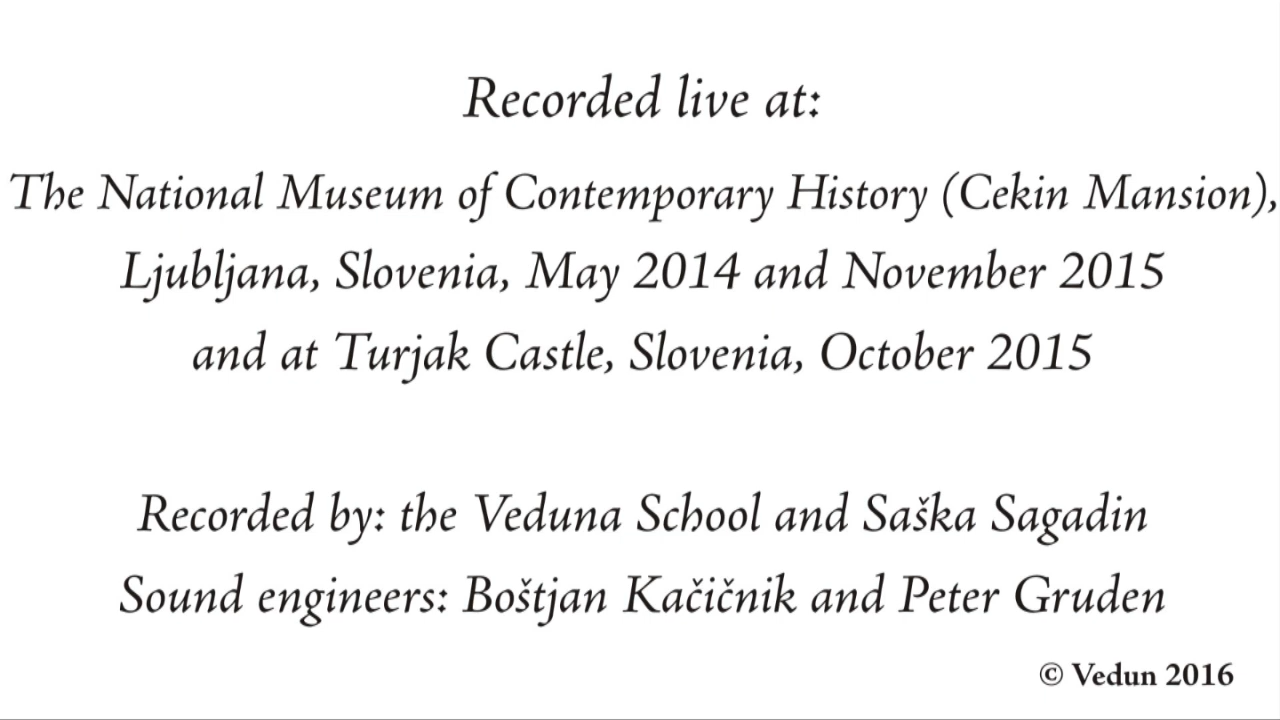 Recorded live at:
The National Museum of Contemporary History (Cekin Mansion),
Ljubljana, Slovenia, May 2014 and November 2015
and at Turjak Castle, Slovenia, October 2015
Recorded by: the Veduna School and Saška Sagadin
Sound engineers: Boštjan Kačičnik and Peter Gruden
© Vedun 2016